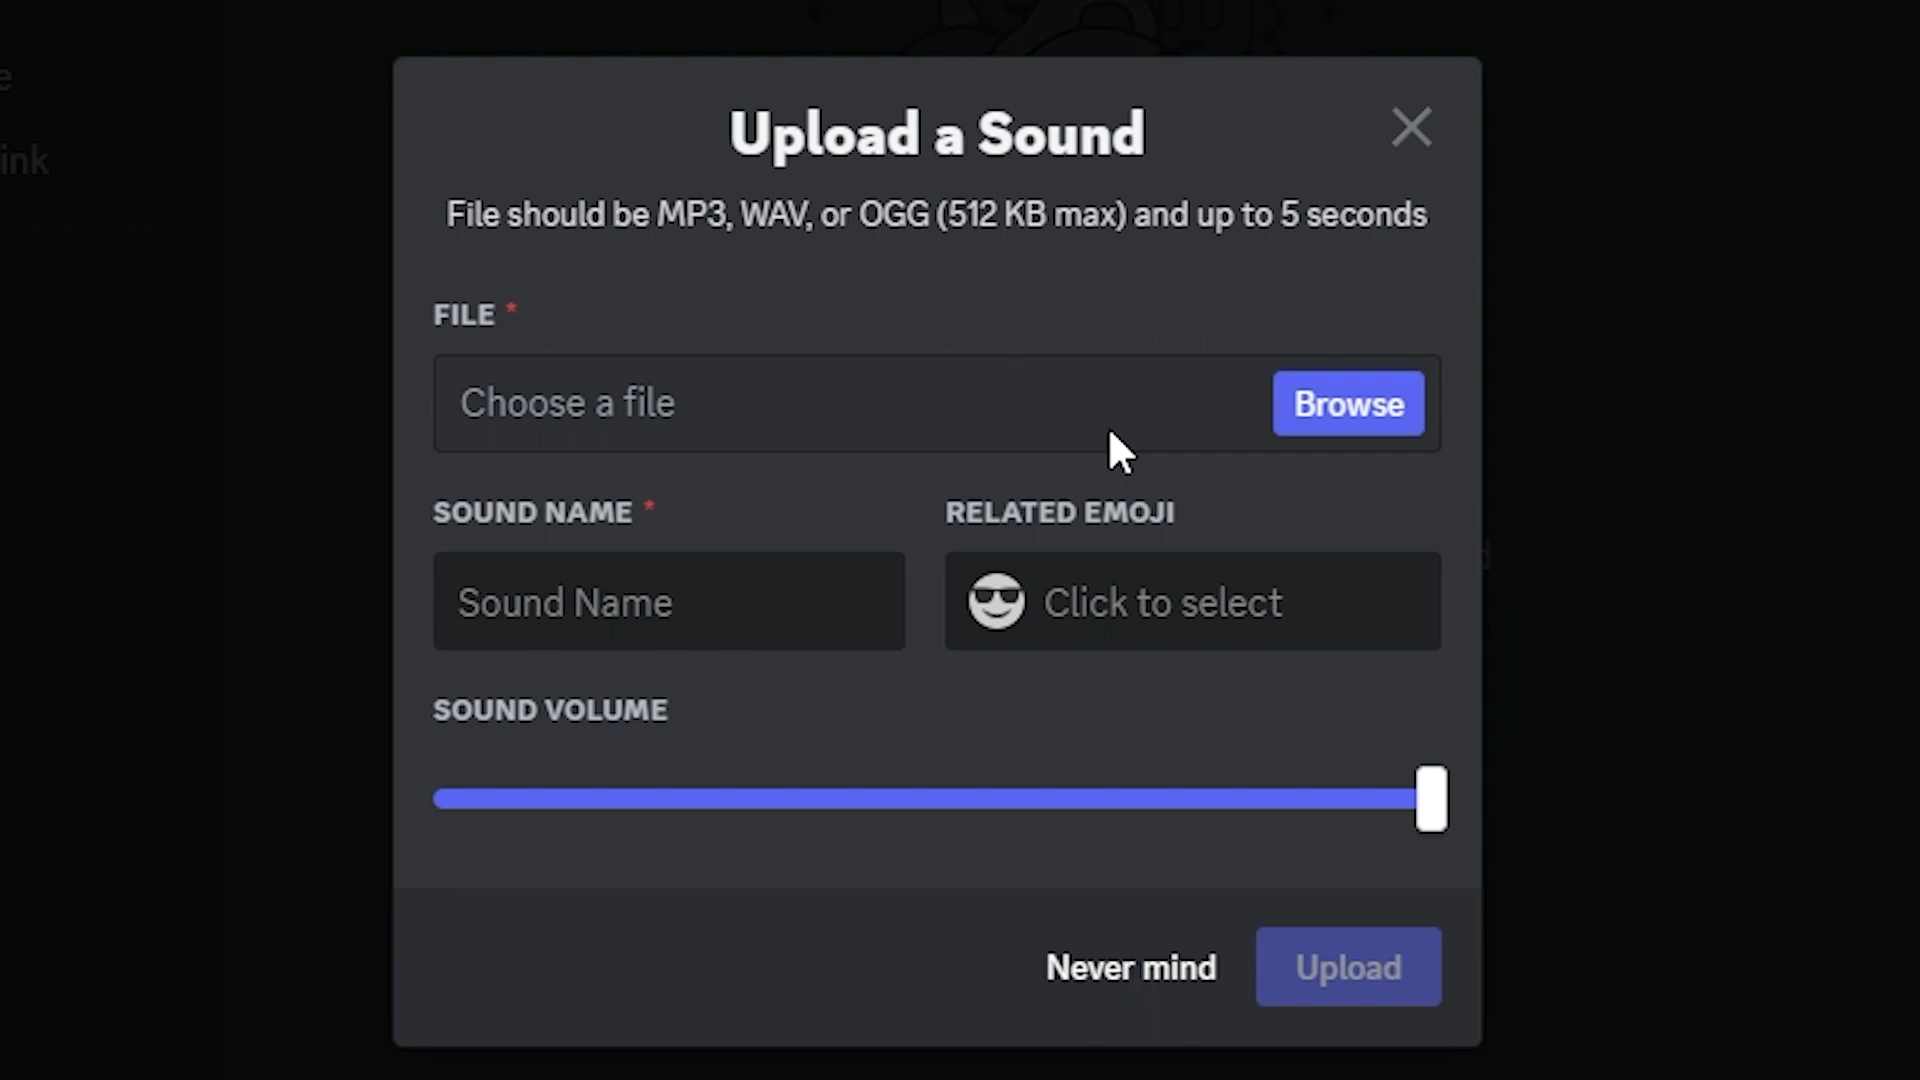 ink
Upload a Sound
File should be MP3, WAV, or OGG (512 KB max) and up to 5 seconds
FILE *
Choose a file
Browse
SOUND NAME *
RELATED EMOJI
Sound Name
Click to select
SOUND VOLUME
Never mind
Upload